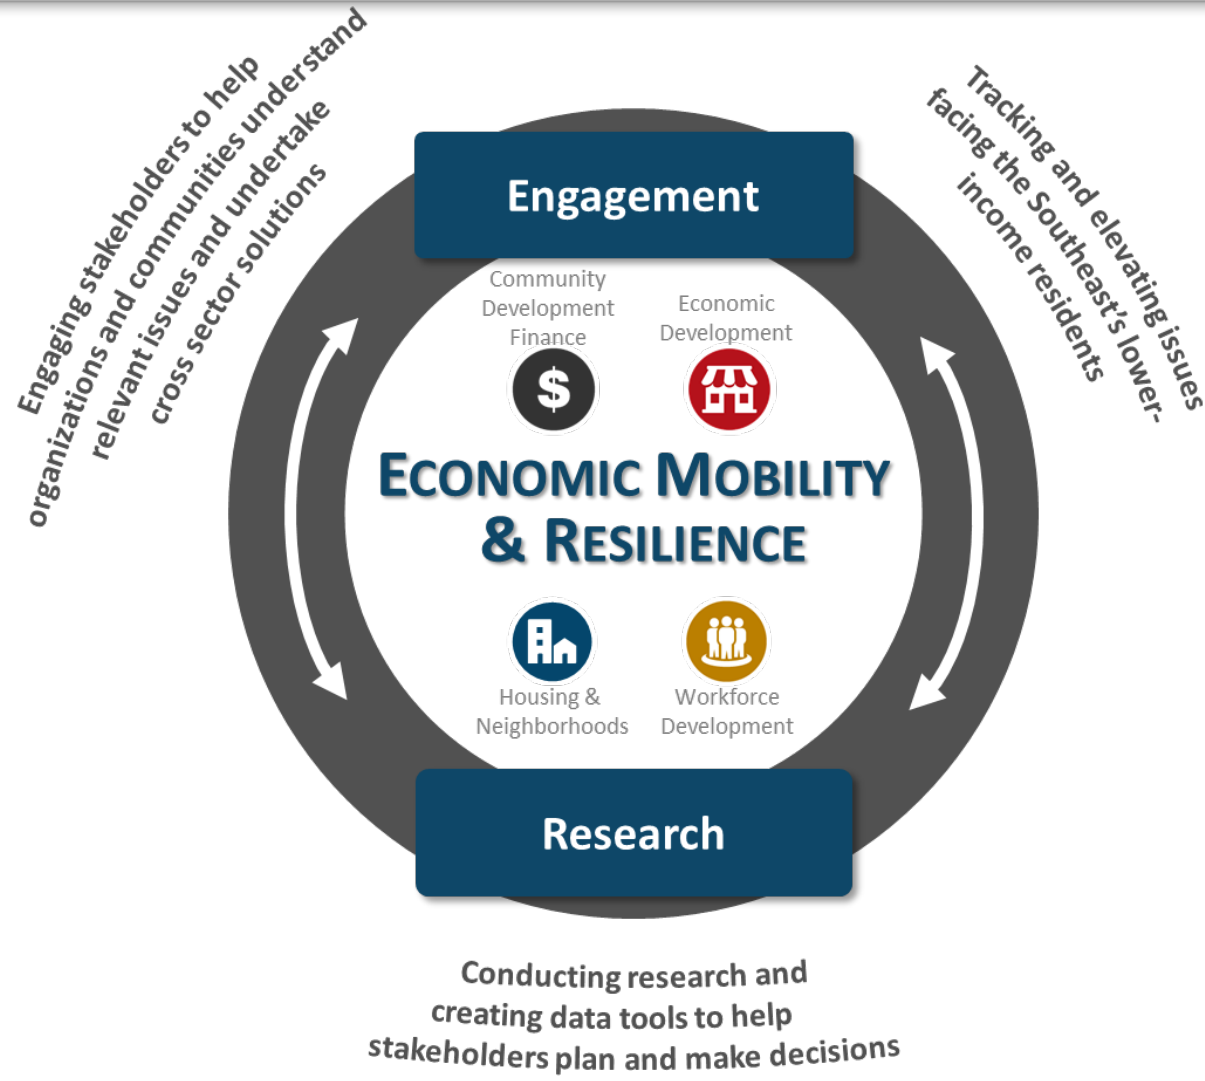 Engaging stakeholders to help
organizations and communities understand
relevant issues and undertake
cross sector solutions
Tracking and elevating issues
facing the Southeast's lower-
income residents
Engagement
Community
Development
Finance
Economic
Development
$
ECONOMIC MOBILITY
& RESILIENCE
Housing &
Neighborhoods
Workforce
Development
Research
Conducting research and
creating data tools to help
stakeholders plan and make decisions